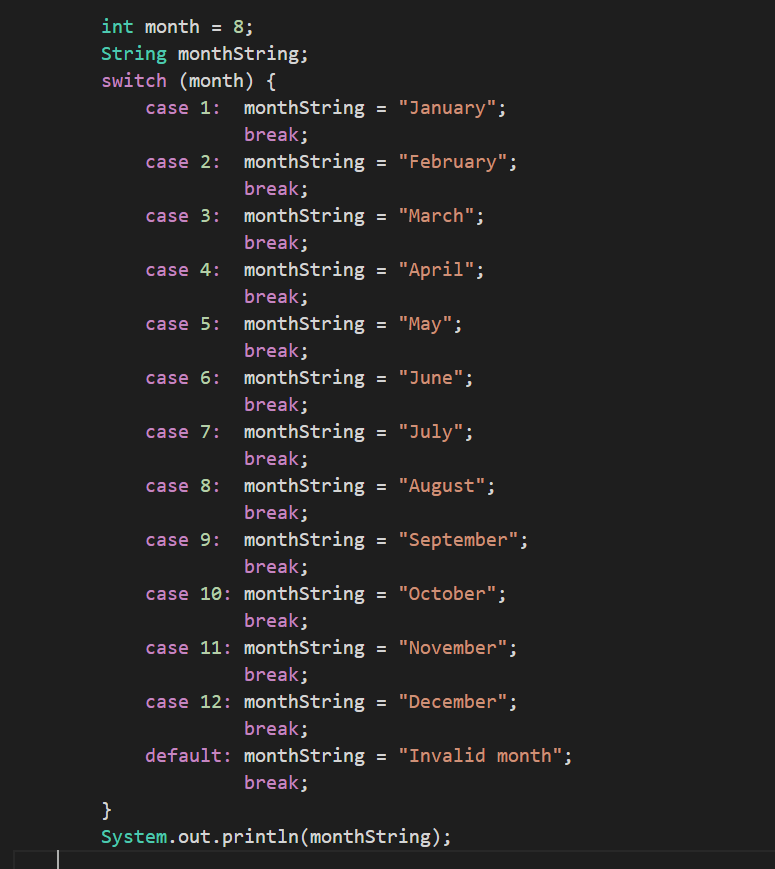 int month = 8;
String monthString;
switch (month) {
    case 1:  monthString = "January";
             break;
    case 2:  monthString = "February";
             break;
    case 3:  monthString = "March";
             break;
    case 4:  monthString = "April";
             break;
    case 5:  monthString = "May";
             break;
    case 6:  monthString = "June";
             break;
    case 7:  monthString = "July";
             break;
    case 8:  monthString = "August";
             break;
    case 9:  monthString = "September";
             break;
    case 10: monthString = "October";
             break;
    case 11: monthString = "November";
             break;
    case 12: monthString = "December";
             break;
    default: monthString = "Invalid month";
             break;
}
System.out.println(monthString);